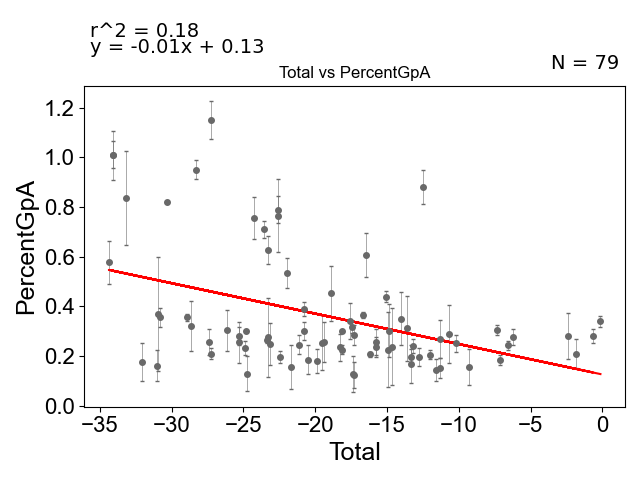 r^2 = 0.18
y = -0.01x + 0.13
N = 79
Total vs PercentGpA
PercentGpA
1.2
1.0
0.8
0.6
0.4
0.2
0.0
−35 −30 −25 −20 −15 −10 −5 0
Total